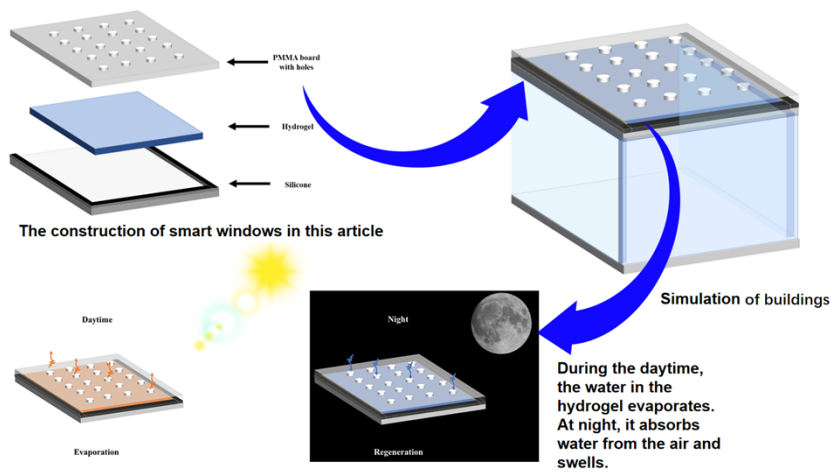 PMMA board
with holes
Hydrogel
Silicone
The construction of smart windows in this article
Simulation of buildings
Daytime
Evaporation
Night
Regeneration
During the daytime,
the water in the
hydrogel evaporates.
At night, it absorbs
water from the air and
swells.